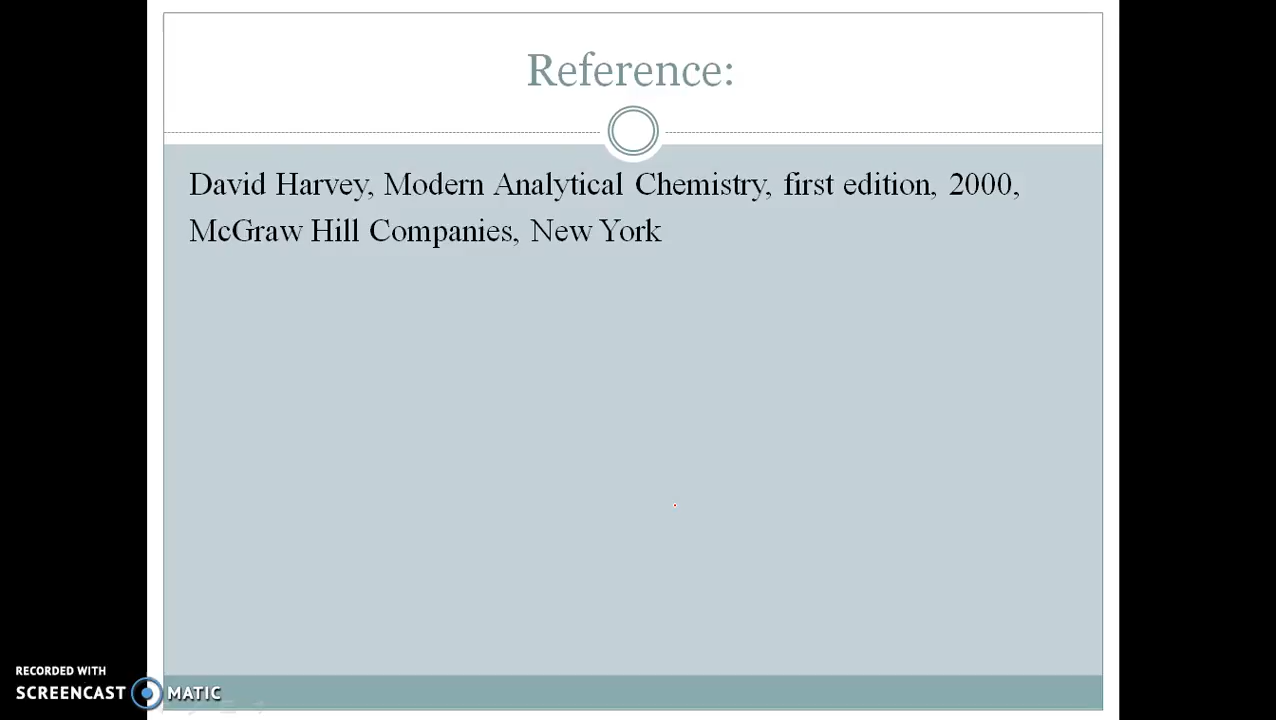 Reference:
David Harvey, Modern Analytical Chemistry, first edition, 2000,
McGraw Hill Companies, New York
RECORDED WITH
SCREENCAST MATIC